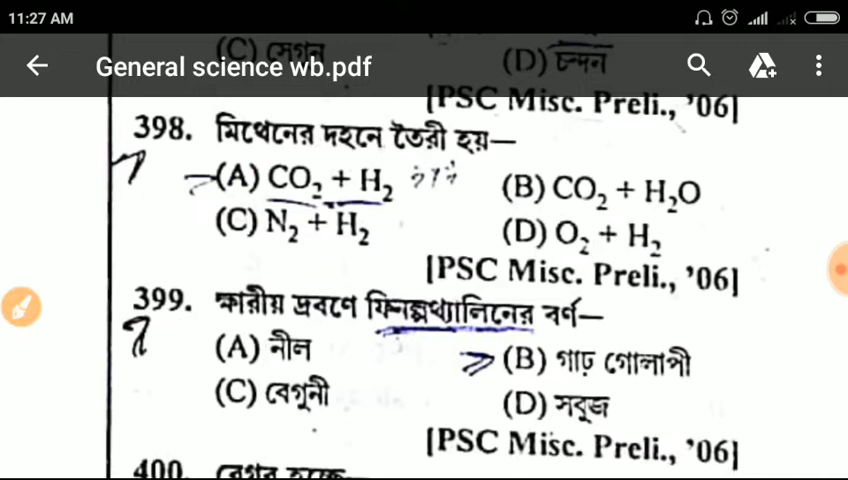 11:27 AM
General science wb.pdf
(C) সেগুন
(D) চন্দন
[PSC Misc. Preli., '06]
398. মিথেনের দহনে তৈরী হয়—
(A) CO₂ + H₂
(B) CO₂ + H₂O
(C) N₂ + H₂
(D) O₂ + H₂
[PSC Misc. Preli., '06]
399. ক্ষারীয় দ্রবণে ফিনল্পথ্যালিনের বর্ণ—
(A) নীল
(B) গাঢ় গোলাপী
(C) বেগুনী
(D) সবুজ
[PSC Misc. Preli., '06]
400.